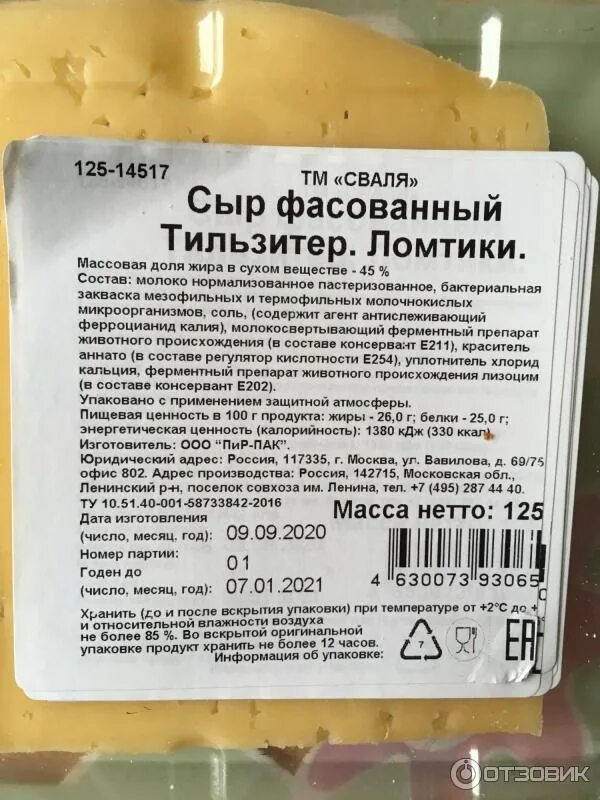 125-14517
ТМ «СВАЛЯ»
Сыр фасованный
Тильзитер. Ломтики.
Массовая доля жира в сухом веществе - 45 %
Состав: молоко нормализованное пастеризованное, бактериальная
закваска мезофильных и термофильных молочнокислых
микроорганизмов, соль, (содержит агент антислеживающий
ферроцианид калия), молокосвертывающий ферментный препарат
животного происхождения (в составе консервант Е211), краситель
аннато (в составе регулятор кислотности Е254), уплотнитель хлорид
кальция, ферментный препарат животного происхождения лизоцим
(в составе консервант Е202).
Упаковано с применением защитной атмосферы.
Пищевая ценность в 100 г продукта: жиры - 26,0 г; белки - 25,0 г;
энергетическая ценность (калорийность): 1380 кДж (330 ккал)
Изготовитель: ООО "ПиР-ПАК".
Юридический адрес: Россия, 117335, г. Москва, ул. Вавилова, д. 69/75
офис 802. Адрес производства: Россия, 142715, Московская обл.,
Ленинский р-н, поселок совхоза им. Ленина, тел. +7 (495) 287 44 40.
ТУ 10.51.40-001-58733842-2016
Масса нетто: 125
Дата изготовления
(число, месяц, год): 09.09.2020
Номер партии: 01
Годен до
(число, месяц, год): 07.01.2021
4 630073 93065
Хранить (до и после вскрытия упаковки) при температуре от +2°С до +
и относительной влажности воздуха
не более 85 %. Во вскрытой оригинальной
упаковке продукт хранить не более 12 часов.
Информация об упаковке:
7
EAC
ОТЗОВИК